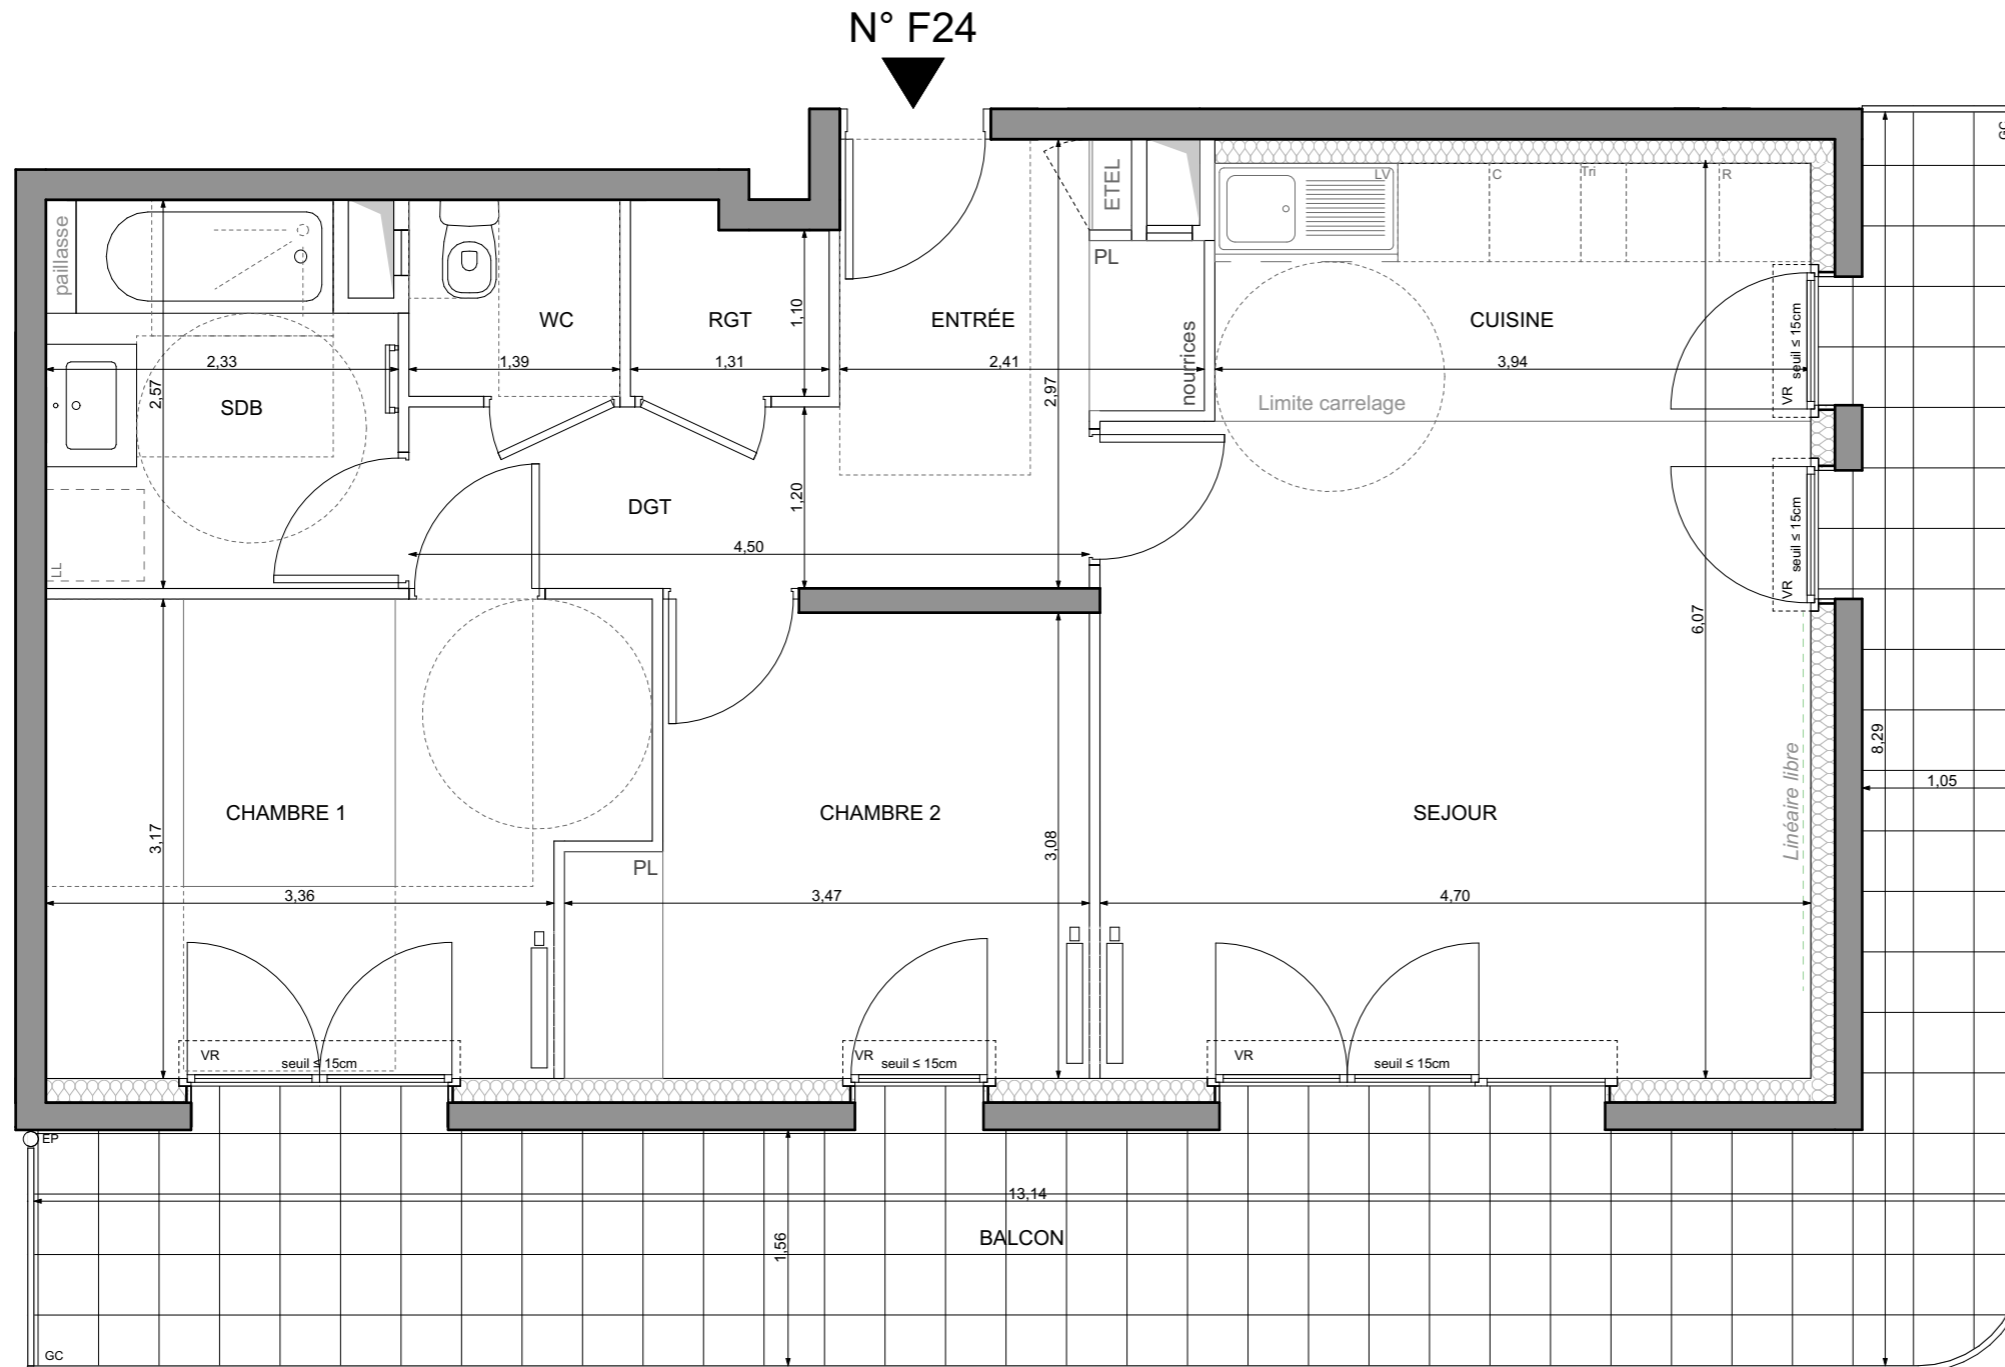 N° F24
GC
paillasse
ETEL
LV
C
Tri
R
PL
WC
RGT
1,10
ENTRÉE
nourrices
CUISINE
VR
seuil ≤ 15cm
2,33
1,39
1,31
2,41
3,94
2,57
2,97
SDB
Limite carrelage
DGT
1,20
VR
seuil ≤ 15cm
4,50
LL
6,07
8,29
Linéaire libre
1,05
CHAMBRE 1
CHAMBRE 2
SEJOUR
3,17
3,08
PL
3,36
3,47
4,70
VR
seuil ≤ 15cm
VR
seuil ≤ 15cm
VR
seuil ≤ 15cm
EP
13,14
BALCON
1,56
GC